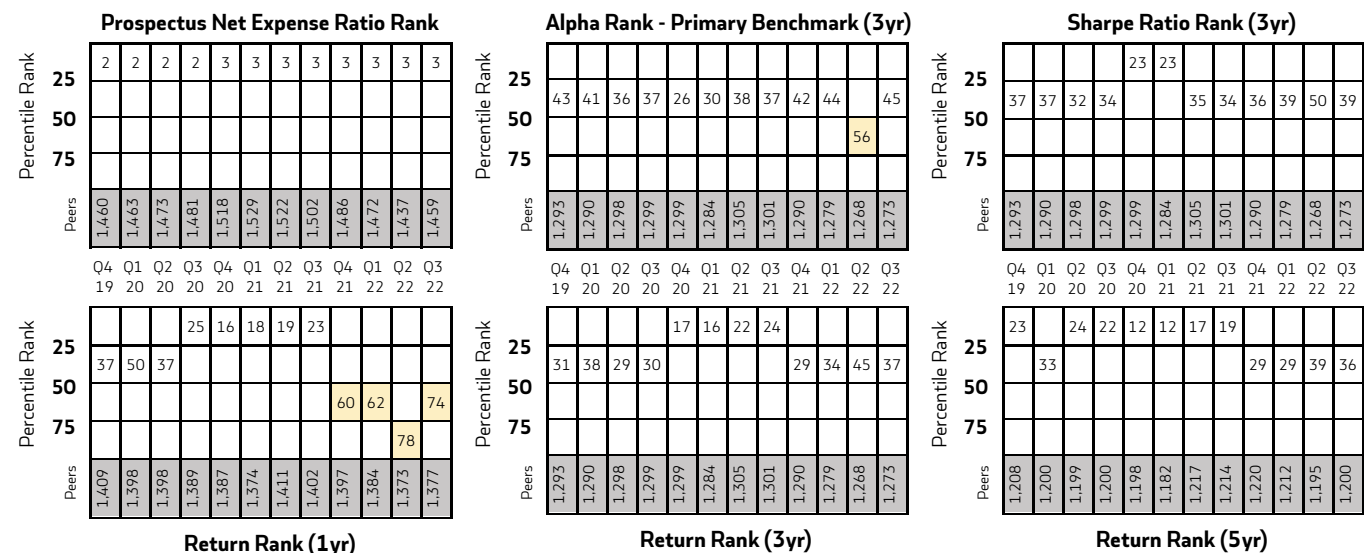 Prospectus Net Expense Ratio Rank
Percentile Rank
25
50
75
2 2 2 2 3 3 3 3 3 3 3 3
Peers
1,460 1,463 1,473 1,481 1,518 1,529 1,522 1,502 1,486 1,472 1,437 1,459
Q4 Q1 Q2 Q3 Q4 Q1 Q2 Q3 Q4 Q1 Q2 Q3
19 20 20 20 20 21 21 21 21 22 22 22
Alpha Rank - Primary Benchmark (3yr)
Percentile Rank
25
50
75
43 41 36 37 26 30 38 37 42 44 45
56
Peers
1,293 1,290 1,298 1,299 1,299 1,284 1,305 1,301 1,290 1,279 1,268 1,273
Q4 Q1 Q2 Q3 Q4 Q1 Q2 Q3 Q4 Q1 Q2 Q3
19 20 20 20 20 21 21 21 21 22 22 22
Sharpe Ratio Rank (3yr)
Percentile Rank
25
50
75
23 23
37 37 32 34 35 34 36 39 50 39
Peers
1,293 1,290 1,298 1,299 1,299 1,284 1,305 1,301 1,290 1,279 1,268 1,273
Q4 Q1 Q2 Q3 Q4 Q1 Q2 Q3 Q4 Q1 Q2 Q3
19 20 20 20 20 21 21 21 21 22 22 22
Percentile Rank
25
50
75
25 16 18 19 23
37 50 37
60 62 74
78
Peers
1,409 1,398 1,398 1,389 1,387 1,374 1,411 1,402 1,397 1,384 1,373 1,377
Return Rank (1yr)
Percentile Rank
25
50
75
17 16 22 24
31 38 29 30 29 34 45 37
Peers
1,293 1,290 1,298 1,299 1,299 1,284 1,305 1,301 1,290 1,279 1,268 1,273
Return Rank (3yr)
Percentile Rank
25
50
75
23 24 22 12 12 17 19
33 29 29 39 36
Peers
1,208 1,200 1,199 1,200 1,198 1,182 1,217 1,214 1,220 1,212 1,195 1,200
Return Rank (5yr)